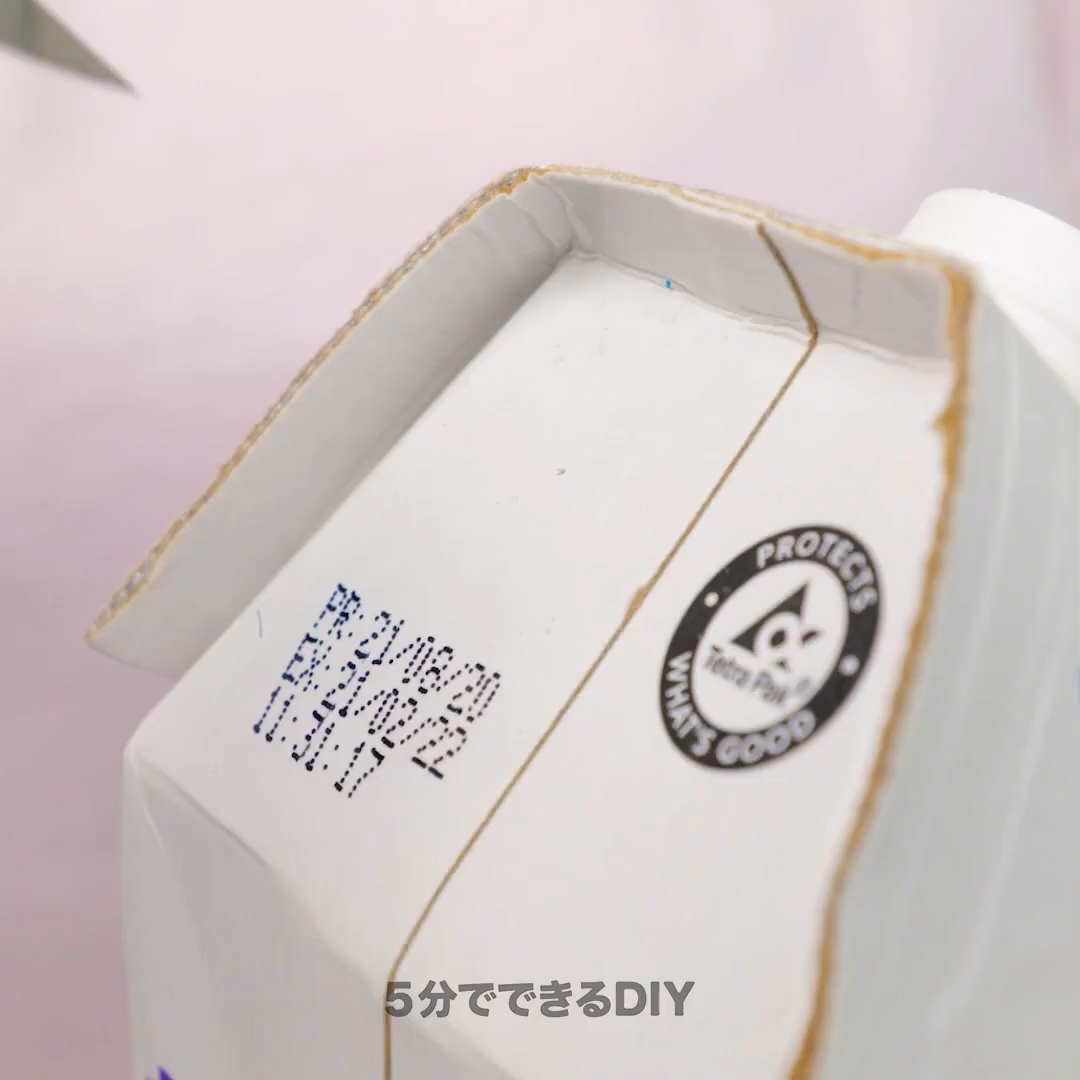 PR:21/08/20
EX:21/02/22
11:31:17
PROTECTS
Tetra Pak®
WHAT'S GOOD
5分でできるDIY